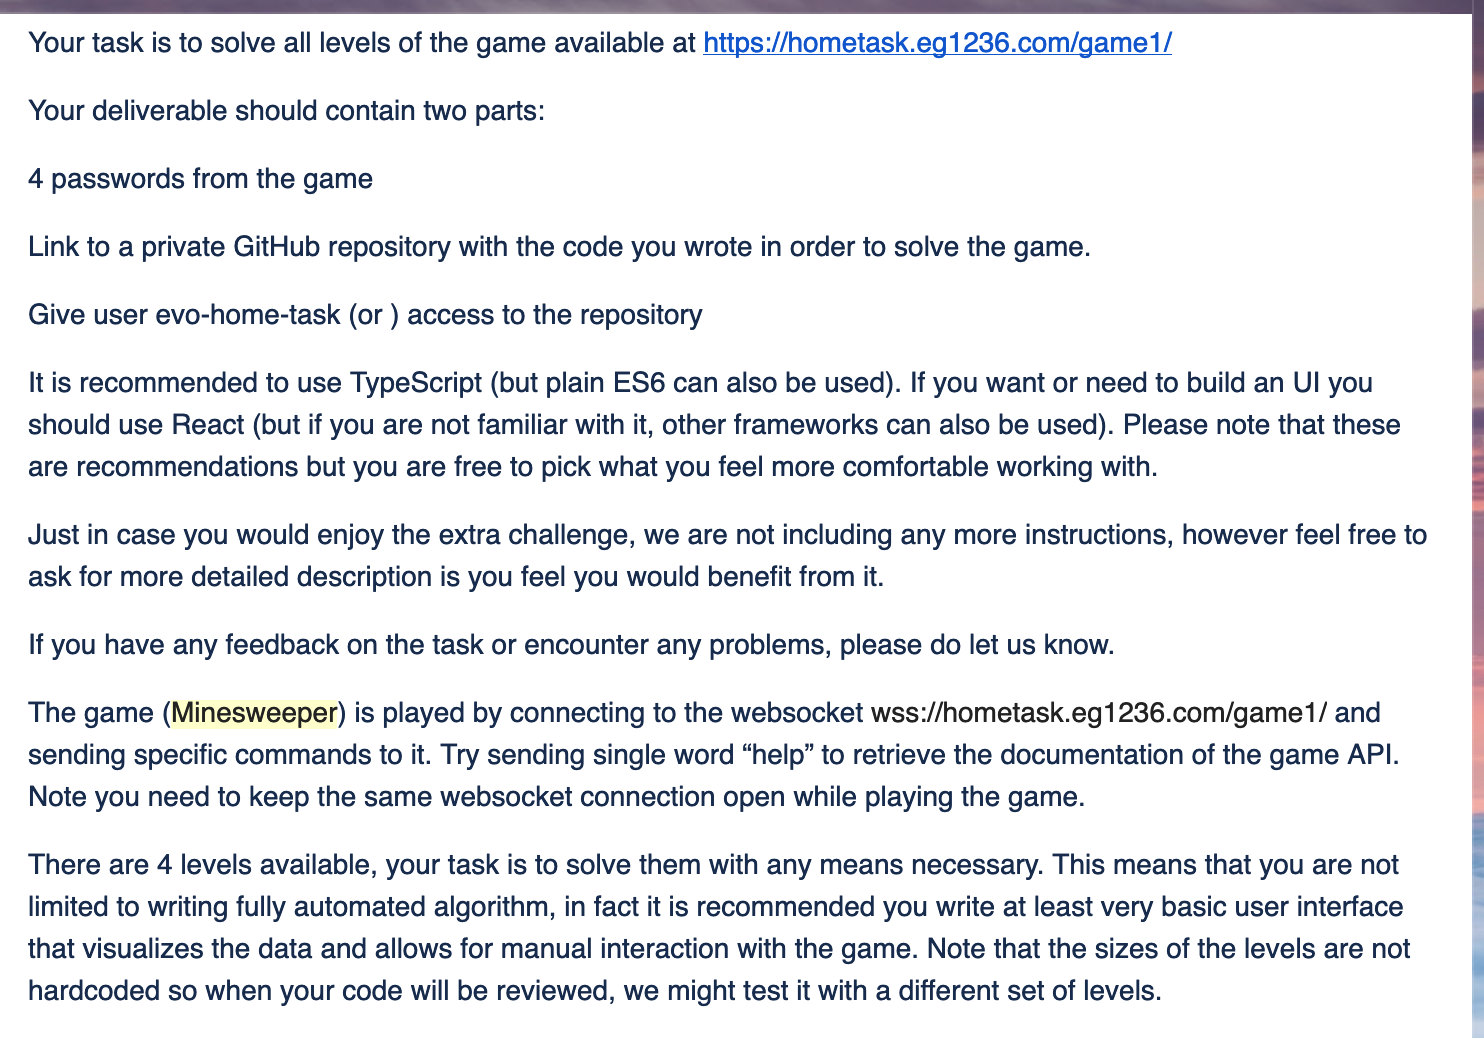 Your task is to solve all levels of the game available at https://hometask.eg1236.com/game1/
Your deliverable should contain two parts:
4 passwords from the game
Link to a private GitHub repository with the code you wrote in order to solve the game.
Give user evo-home-task (or ) access to the repository
It is recommended to use TypeScript (but plain ES6 can also be used). If you want or need to build an UI you
should use React (but if you are not familiar with it, other frameworks can also be used). Please note that these
are recommendations but you are free to pick what you feel more comfortable working with.
Just in case you would enjoy the extra challenge, we are not including any more instructions, however feel free to
ask for more detailed description is you feel you would benefit from it.
If you have any feedback on the task or encounter any problems, please do let us know.
The game (Minesweeper) is played by connecting to the websocket wss://hometask.eg1236.com/game1/ and
sending specific commands to it. Try sending single word “help” to retrieve the documentation of the game API.
Note you need to keep the same websocket connection open while playing the game.
There are 4 levels available, your task is to solve them with any means necessary. This means that you are not
limited to writing fully automated algorithm, in fact it is recommended you write at least very basic user interface
that visualizes the data and allows for manual interaction with the game. Note that the sizes of the levels are not
hardcoded so when your code will be reviewed, we might test it with a different set of levels.